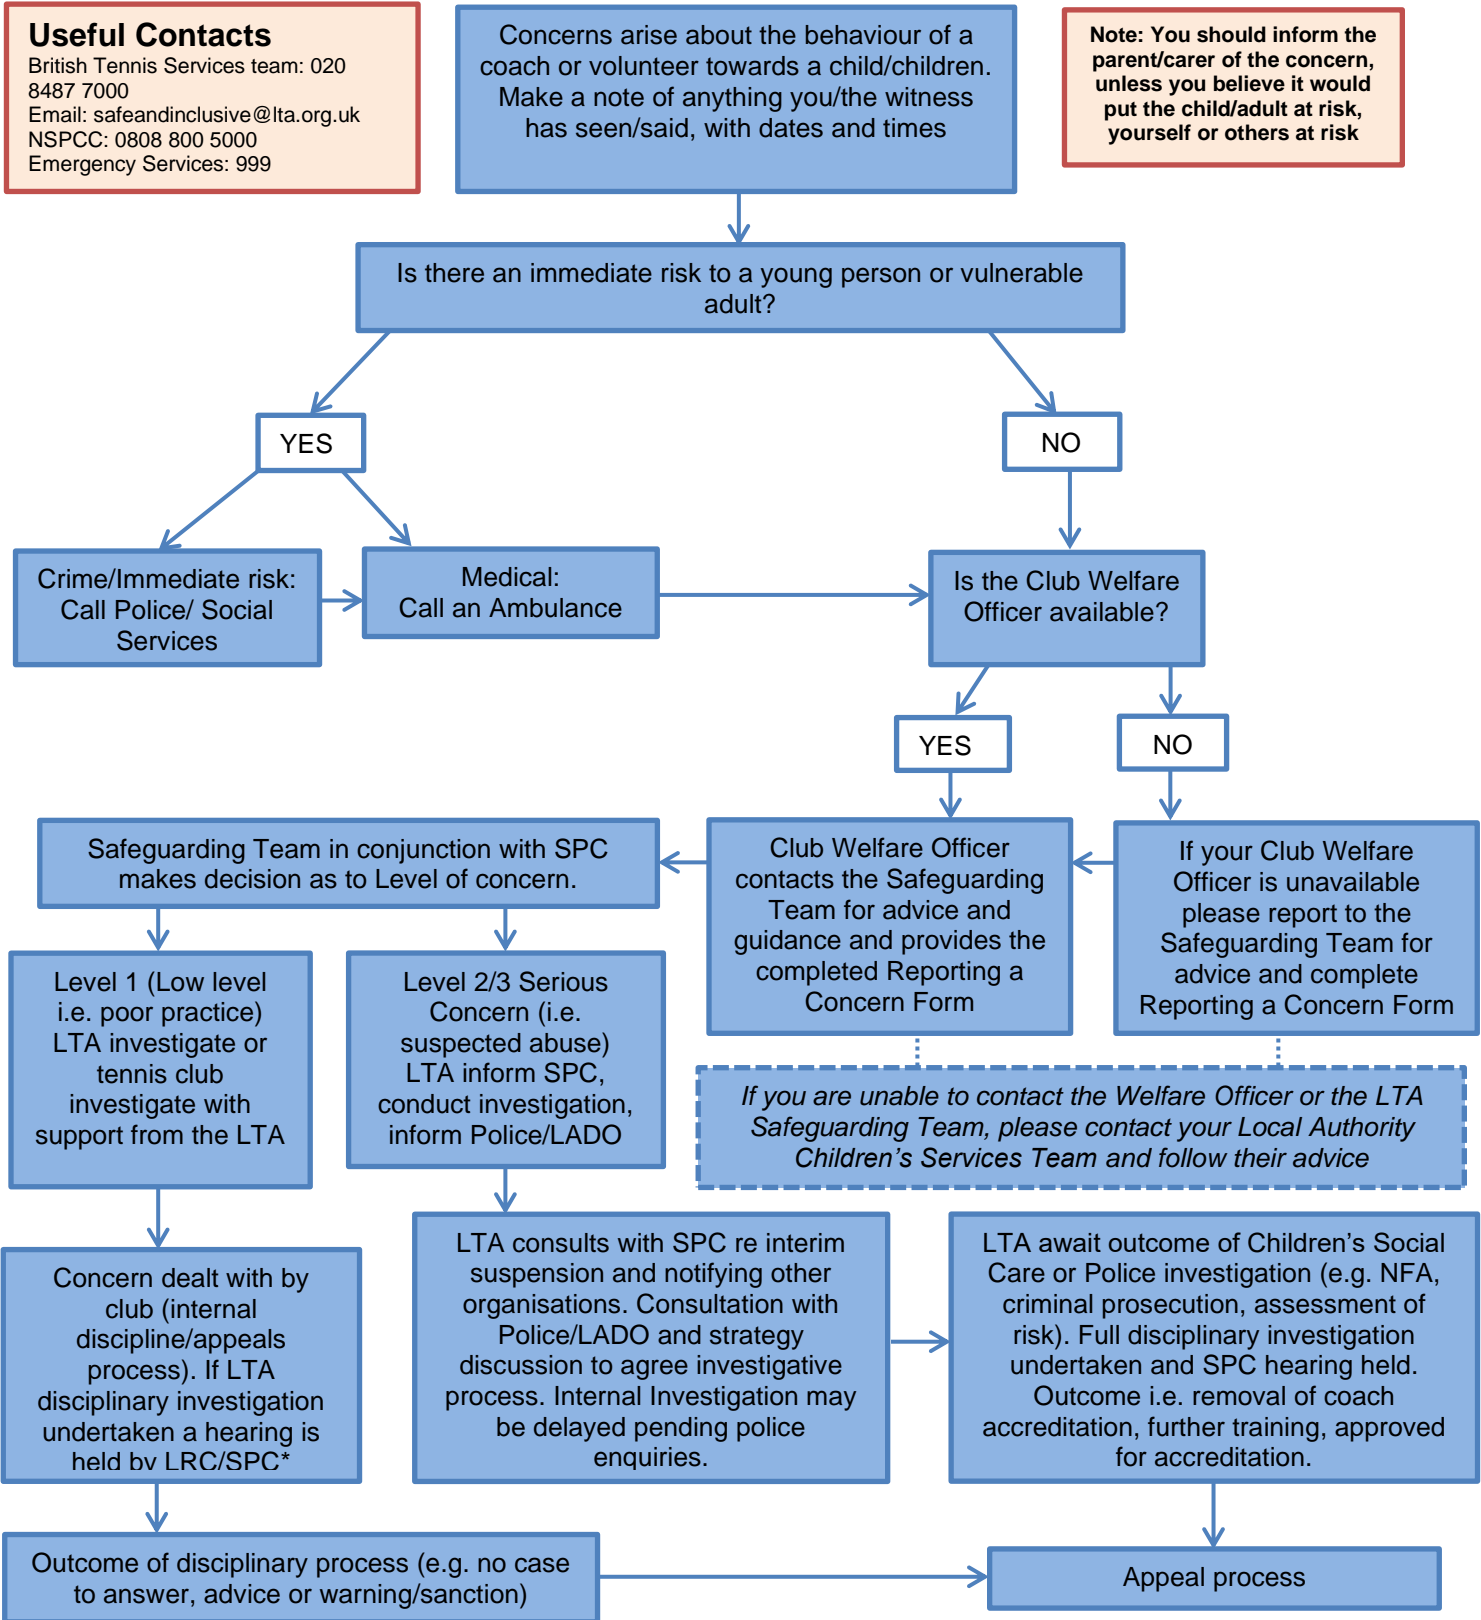 Useful Contacts
British Tennis Services team: 020
8487 7000
Email: safeandinclusive@lta.org.uk
NSPCC: 0808 800 5000
Emergency Services: 999
Concerns arise about the behaviour of a
coach or volunteer towards a child/children.
Make a note of anything you/the witness
has seen/said, with dates and times
Note: You should inform the
parent/carer of the concern,
unless you believe it would
put the child/adult at risk,
yourself or others at risk
Is there an immediate risk to a young person or vulnerable
adult?
YES
NO
Crime/Immediate risk:
Call Police/ Social
Services
Medical:
Call an Ambulance
Is the Club Welfare
Officer available?
YES
NO
Safeguarding Team in conjunction with SPC
makes decision as to Level of concern.
Club Welfare Officer
contacts the Safeguarding
Team for advice and
guidance and provides the
completed Reporting a
Concern Form
If your Club Welfare
Officer is unavailable
please report to the
Safeguarding Team for
advice and complete
Reporting a Concern Form
Level 1 (Low level
i.e. poor practice)
LTA investigate or
tennis club
investigate with
support from the LTA
Level 2/3 Serious
Concern (i.e.
suspected abuse)
LTA inform SPC,
conduct investigation,
inform Police/LADO
If you are unable to contact the Welfare Officer or the LTA
Safeguarding Team, please contact your Local Authority
Children’s Services Team and follow their advice
Concern dealt with by
club (internal
discipline/appeals
process). If LTA
disciplinary investigation
undertaken a hearing is
held by LRC/SPC*
LTA consults with SPC re interim
suspension and notifying other
organisations. Consultation with
Police/LADO and strategy
discussion to agree investigative
process. Internal Investigation may
be delayed pending police
enquiries.
LTA await outcome of Children’s Social
Care or Police investigation (e.g. NFA,
criminal prosecution, assessment of
risk). Full disciplinary investigation
undertaken and SPC hearing held.
Outcome i.e. removal of coach
accreditation, further training, approved
for accreditation.
Outcome of disciplinary process (e.g. no case
to answer, advice or warning/sanction)
Appeal process